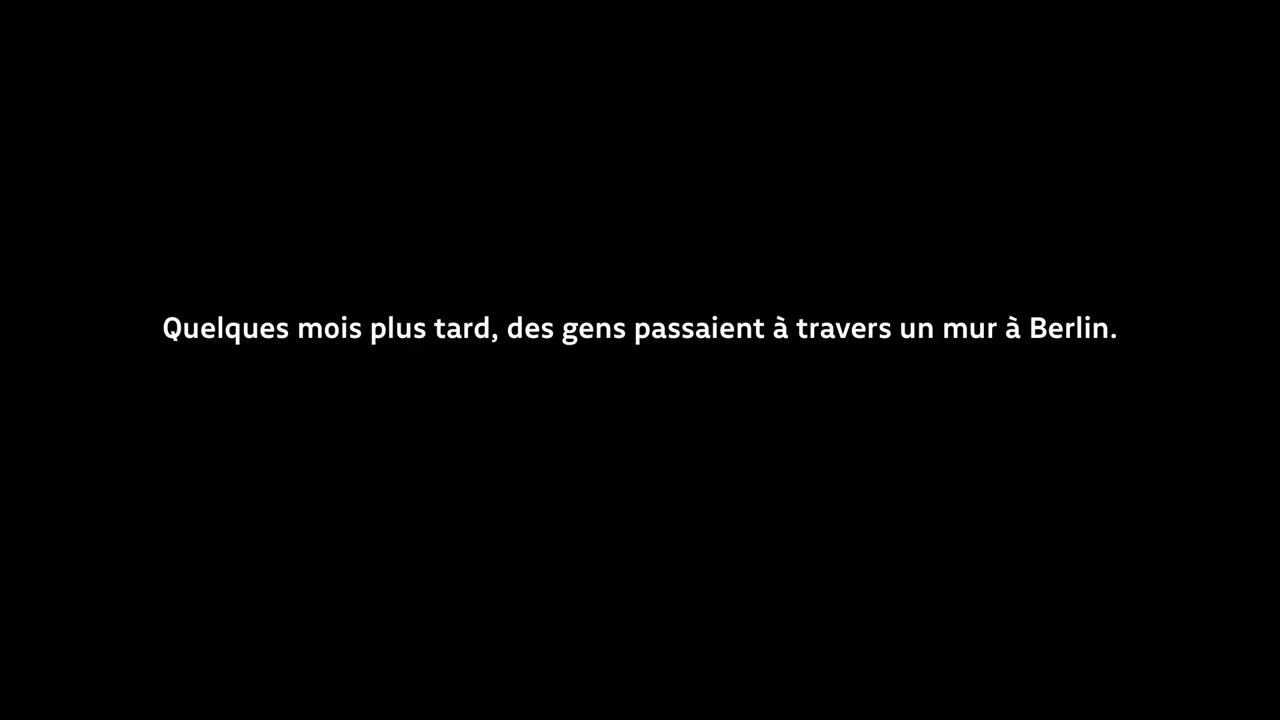 Quelques mois plus tard, des gens passaient à travers un mur à Berlin.